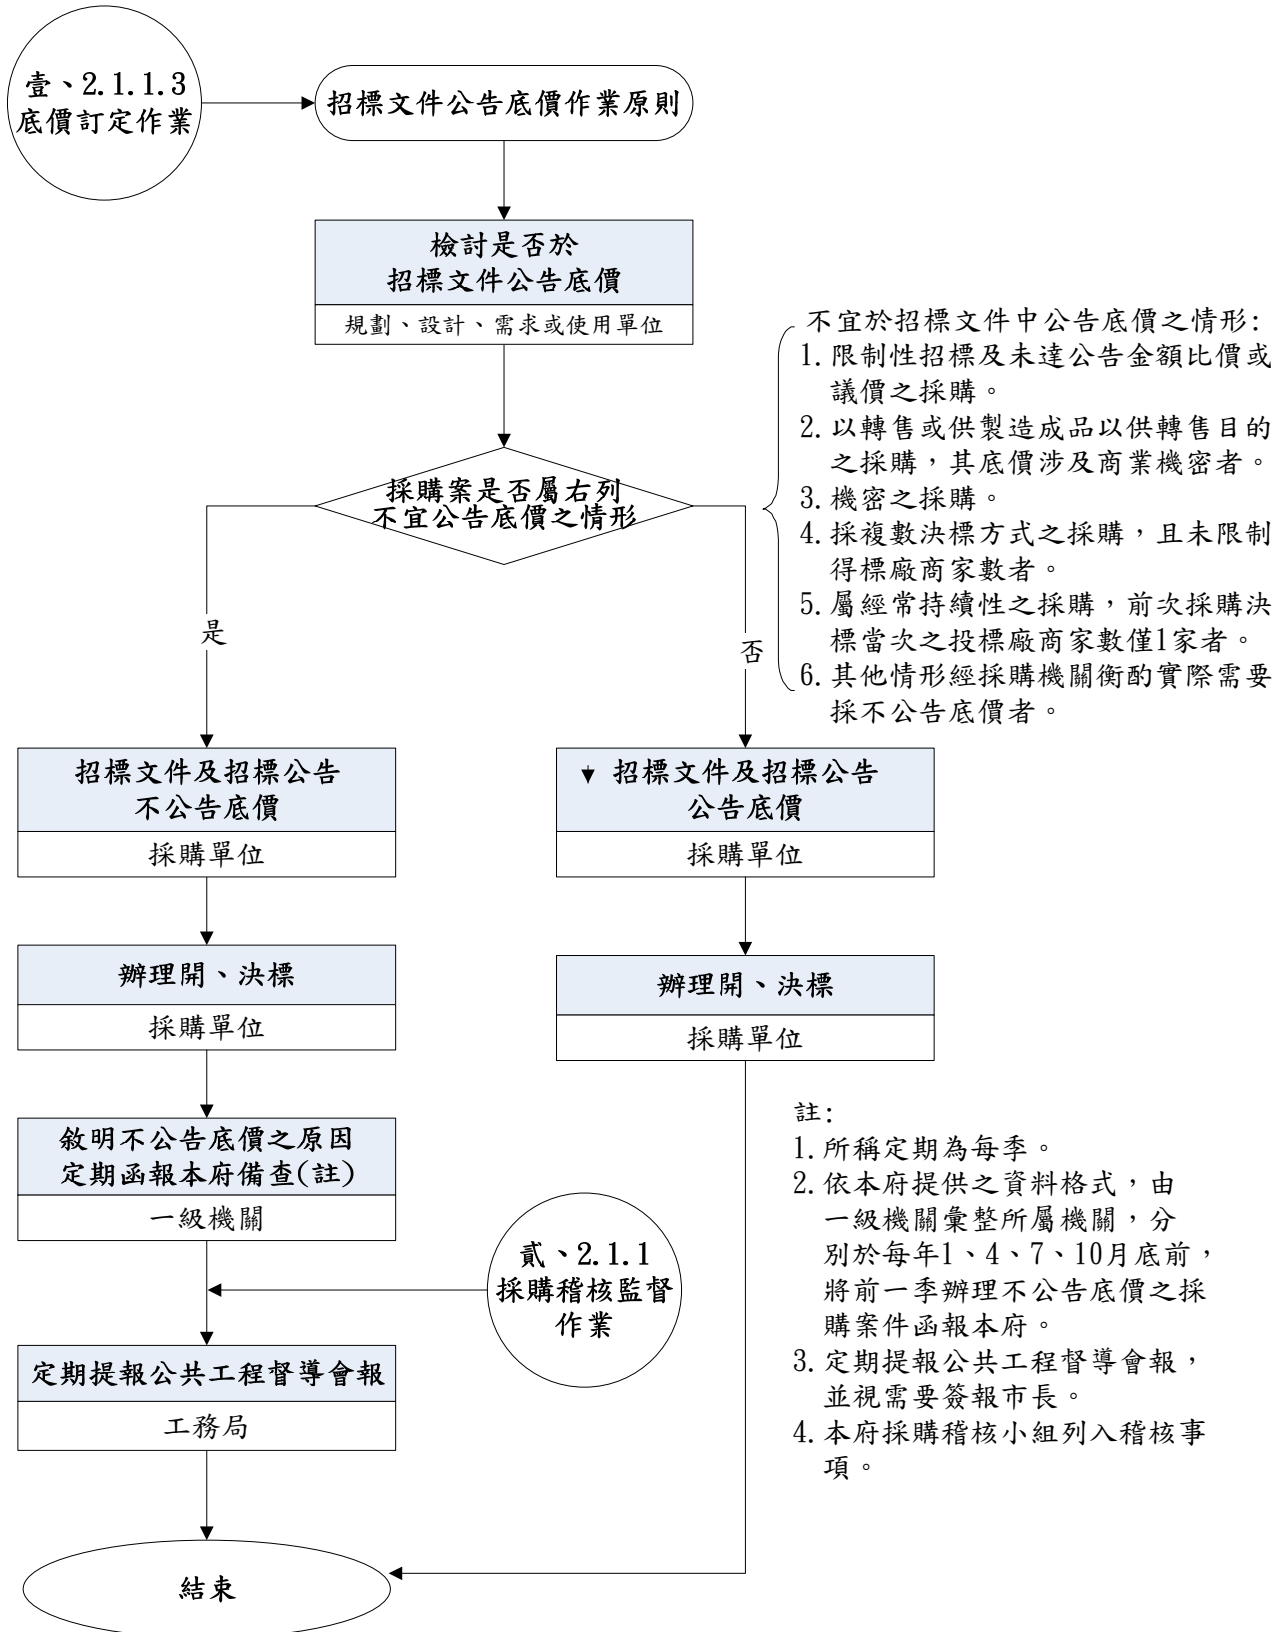 壹、2.1.1.3
底價訂定作業
招標文件公告底價作業原則
檢討是否於
招標文件公告底價
規劃、設計、需求或使用單位
採購案是否屬右列
不宜公告底價之情形
不宜於招標文件中公告底價之情形:
1.限制性招標及未達公告金額比價或
議價之採購。
2.以轉售或供製造成品以供轉售目的
之採購，其底價涉及商業機密者。
3.機密之採購。
4.採複數決標方式之採購，且未限制
得標廠商家數者。
5.屬經常持續性之採購，前次採購決
標當次之投標廠商家數僅1家者。
6.其他情形經採購機關衡酌實際需要
採不公告底價者。
是
否
招標文件及招標公告
不公告底價
採購單位
招標文件及招標公告
公告底價
採購單位
辦理開、決標
採購單位
辦理開、決標
採購單位
敘明不公告底價之原因
定期函報本府備查(註)
一級機關
貳、2.1.1
採購稽核監督
作業
定期提報公共工程督導會報
工務局
結束
註:
1.所稱定期為每季。
2.依本府提供之資料格式，由
一級機關彙整所屬機關，分
別於每年1、4、7、10月底前，
將前一季辦理不公告底價之採
購案件函報本府。
3.定期提報公共工程督導會報，
並視需要簽報市長。
4.本府採購稽核小組列入稽核事
項。